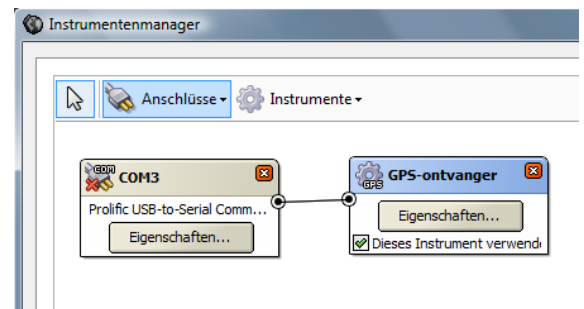 Instrumentenmanager
Anschlüsse Instrumente
COM COM3
GPS GPS-ontvanger
Prolific USB-to-Serial Comm...
Eigenschaften...
Eigenschaften...
Dieses Instrument verwend